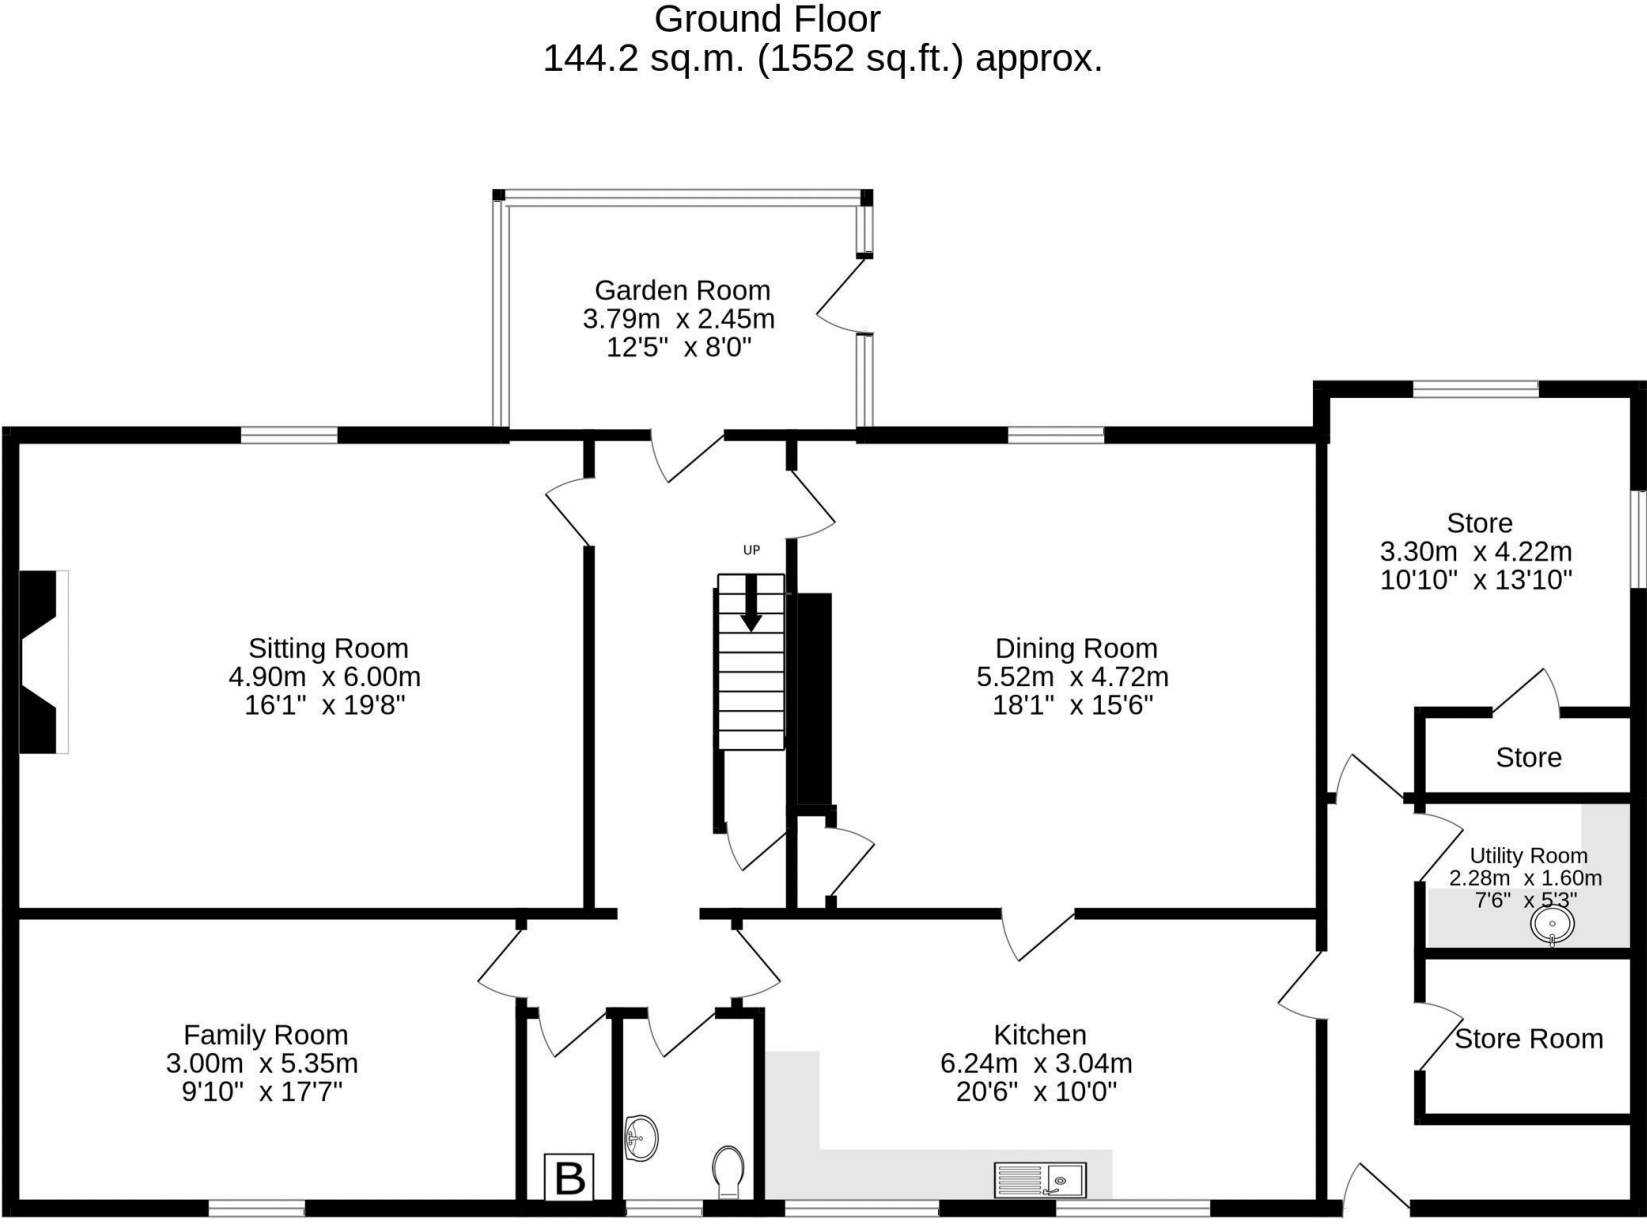 Ground Floor
144.2 sq.m. (1552 sq.ft.) approx.
Garden Room
3.79m x 2.45m
12'5" x 8'0"
Store
3.30m x 4.22m
10'10" x 13'10"
UP
Sitting Room
4.90m x 6.00m
16'1" x 19'8"
Dining Room
5.52m x 4.72m
18'1" x 15'6"
Store
Utility Room
2.28m x 1.60m
7'6" x 5'3"
Family Room
3.00m x 5.35m
9'10" x 17'7"
Kitchen
6.24m x 3.04m
20'6" x 10'0"
Store Room
B